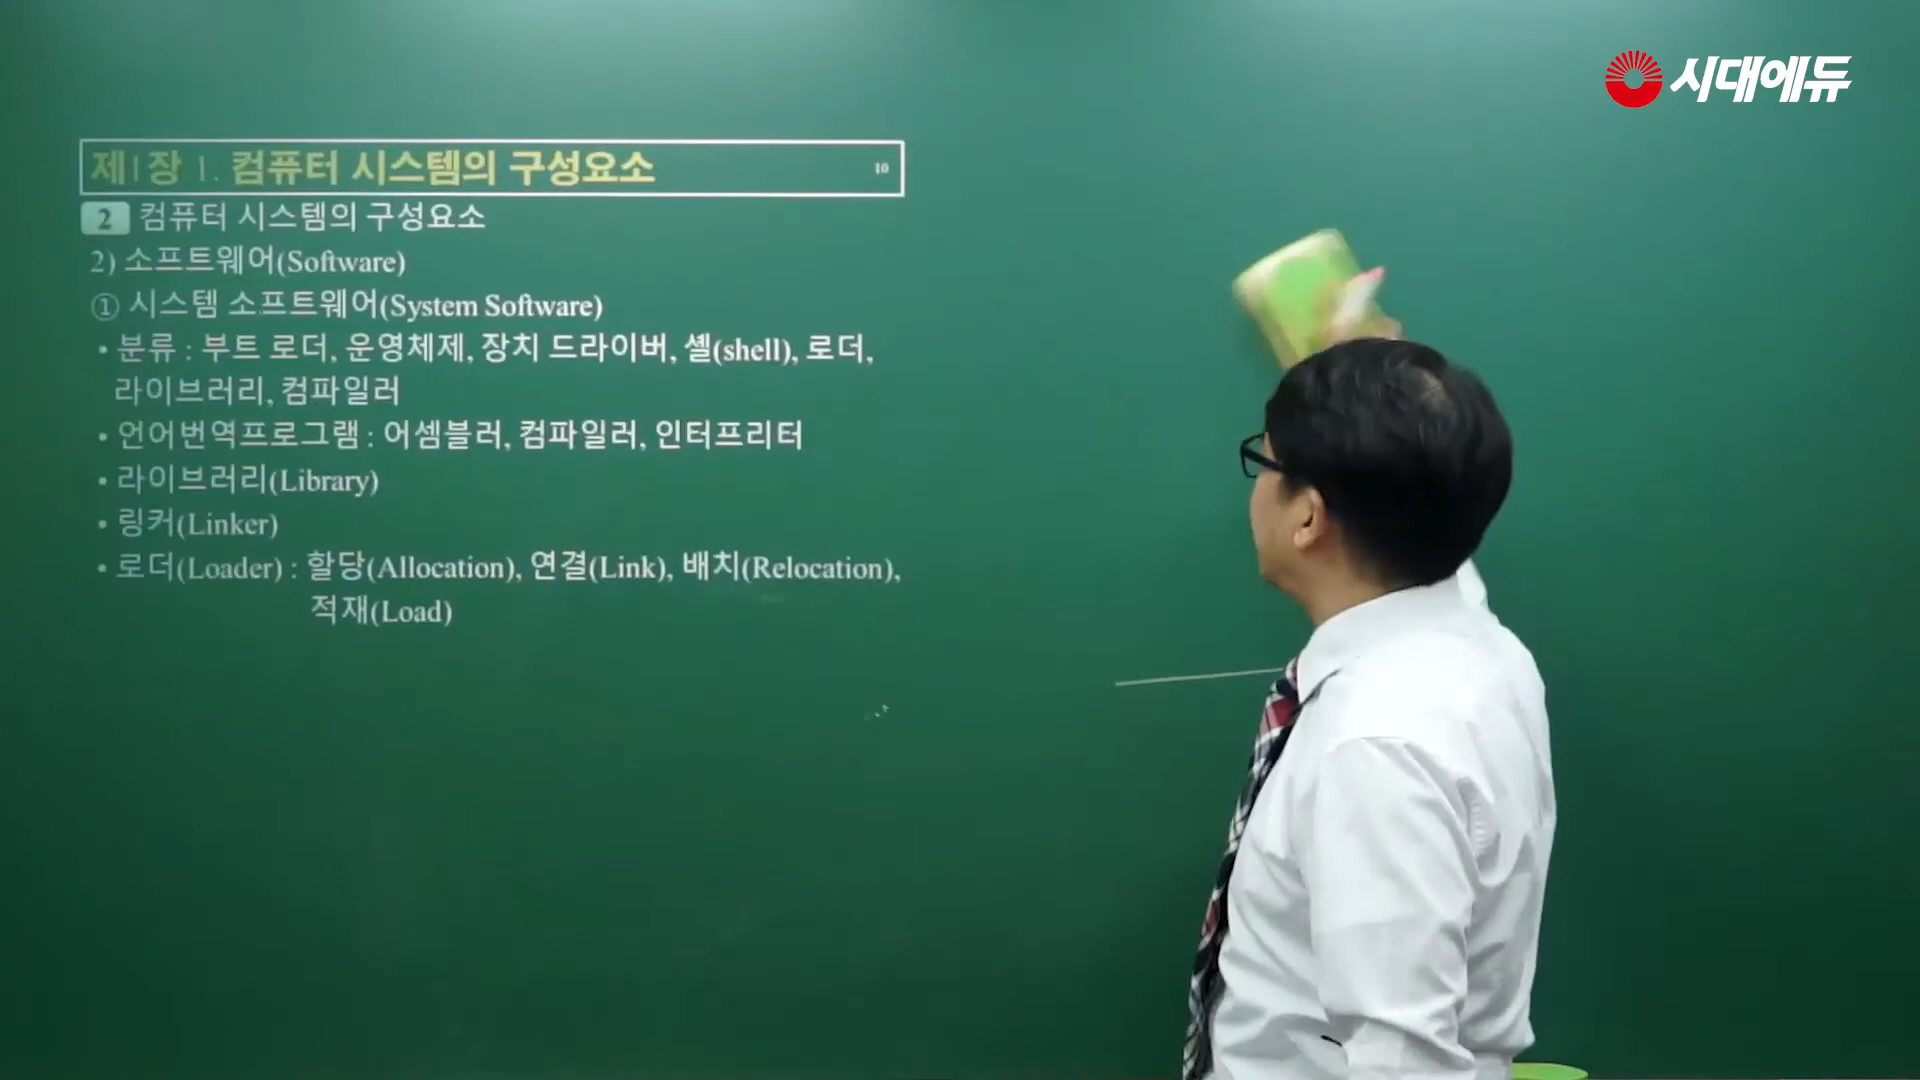 시대에듀
제1장 1. 컴퓨터 시스템의 구성요소 10
2 컴퓨터 시스템의 구성요소
2) 소프트웨어(Software)
① 시스템 소프트웨어(System Software)
• 분류 : 부트 로더, 운영체제, 장치 드라이버, 셸(shell), 로더,
라이브러리, 컴파일러
• 언어번역프로그램 : 어셈블러, 컴파일러, 인터프리터
• 라이브러리(Library)
• 링커(Linker)
• 로더(Loader) : 할당(Allocation), 연결(Link), 배치(Relocation),
적재(Load)